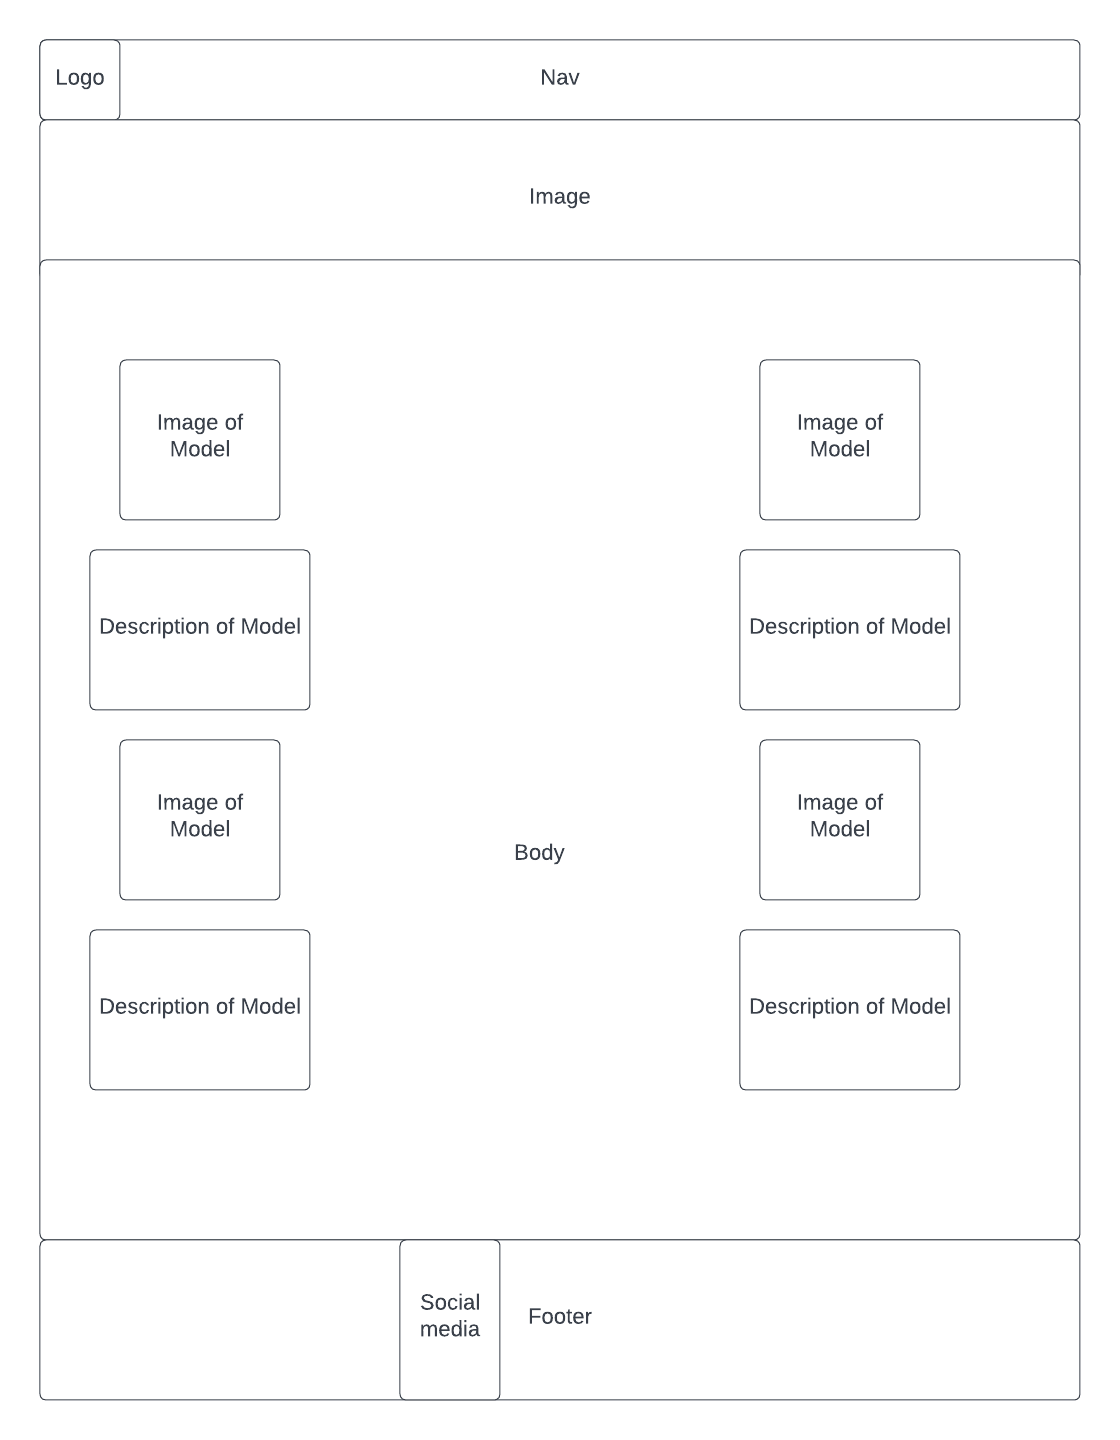 Logo
Nav
Image
Image of
Model
Image of
Model
Description of Model
Description of Model
Image of
Model
Image of
Model
Body
Description of Model
Description of Model
Social
media
Footer